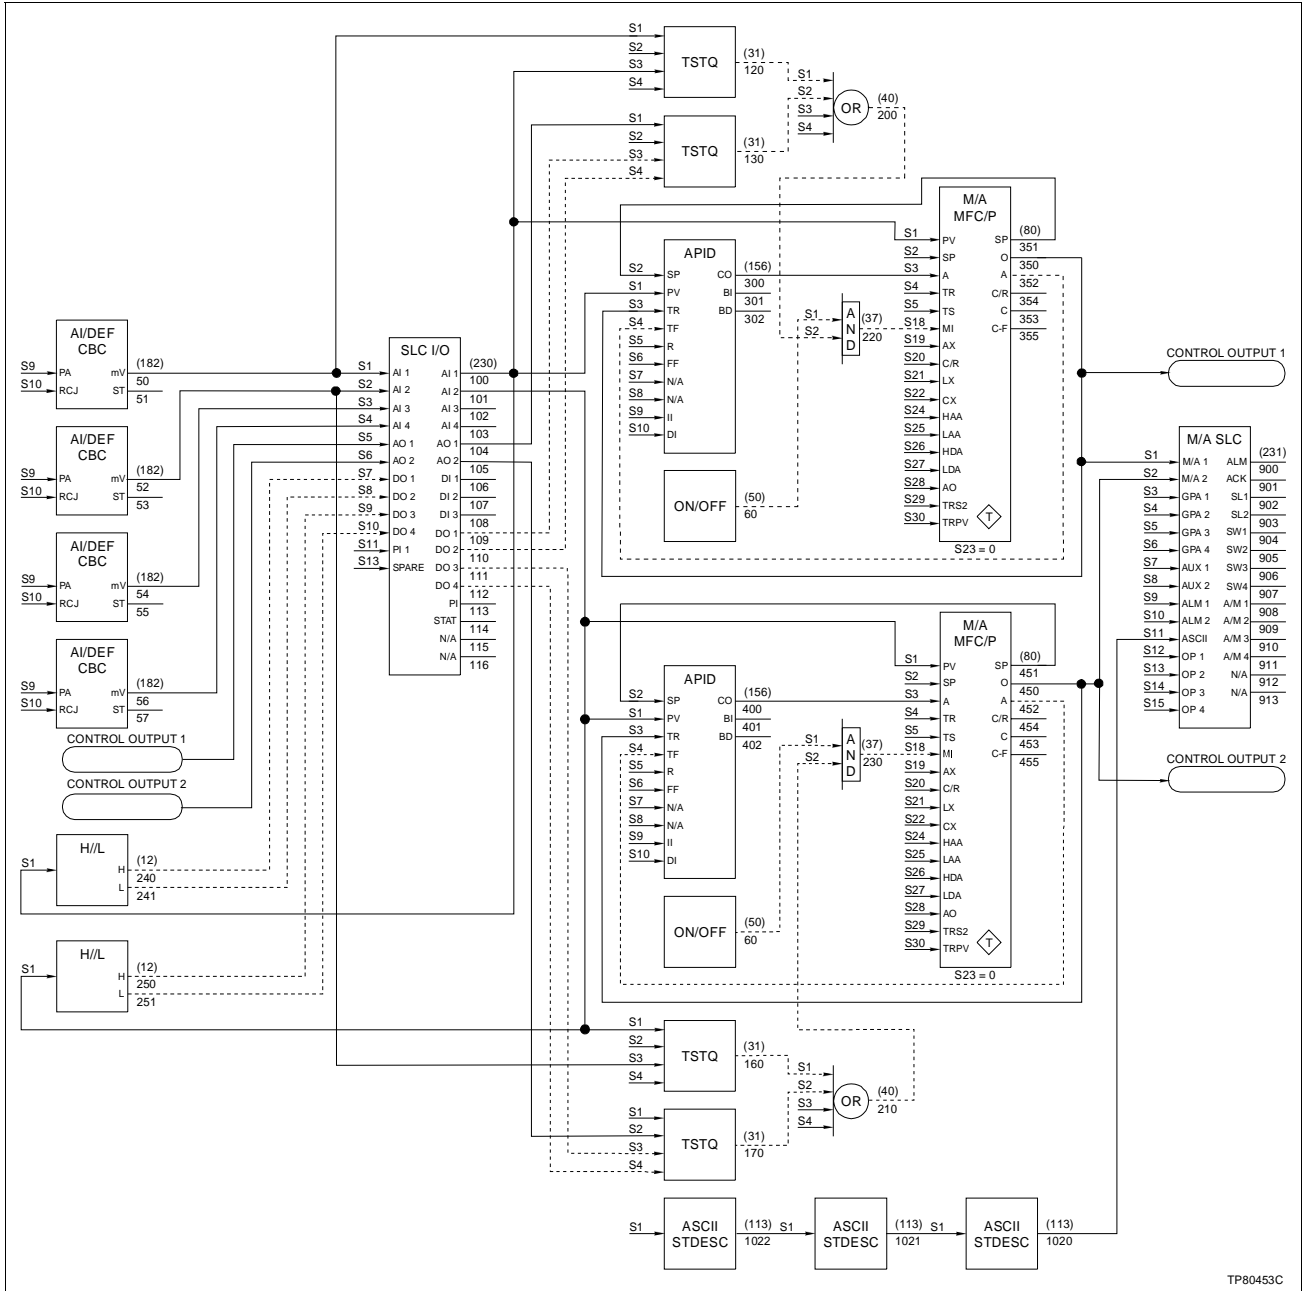 S1
S2
S3
S4
TSTQ
(31)
120
S1
S2
S3
S4
OR
(40)
200
S1
S2
S3
S4
TSTQ
(31)
130
M/A
MFC/P
S1 PV SP (80)
351
S2 SP O 350
S3 A A 352
S4 TR C/R 354
S5 TS C 353
S18 MI C-F 355
S19 AX
S20 C/R
S21 LX
S22 CX
S24 HAA
S25 LAA
S26 HDA
S27 LDA
S28 AO
S29 TRS2
S30 TRPV
T
S23 = 0
APID
S2 SP CO (156)
300
S1 PV BI 301
S3 TR BD 302
S4 TF
S5 R
S6 FF
S7 N/A
S8 N/A
S9 II
S10 DI
S1
S2
AND
(37)
220
ON/OFF
(50)
60
AI/DEF
CBC
S9 PA mV (182)
50
S10 RCJ ST 51
AI/DEF
CBC
S9 PA mV (182)
52
S10 RCJ ST 53
AI/DEF
CBC
S9 PA mV (182)
54
S10 RCJ ST 55
AI/DEF
CBC
S9 PA mV (182)
56
S10 RCJ ST 57
CONTROL OUTPUT 1
CONTROL OUTPUT 2
H//L
S1 H (12)
240
L 241
H//L
S1 H (12)
250
L 251
SLC I/O
S1 AI 1 AI 1 (230)
100
S2 AI 2 AI 2 101
S3 AI 3 AI 3 102
S4 AI 4 AI 4 103
S5 AO 1 AO 1 104
S6 AO 2 AO 2 105
S7 DO 1 DI 1 106
S8 DO 2 DI 2 107
S9 DO 3 DI 3 108
S10 DO 4 DO 1 109
S11 PI 1 DO 2 110
S13 SPARE DO 3 111
DO 4 112
PI 113
STAT 114
N/A 115
N/A 116
CONTROL OUTPUT 1
M/A SLC
S1 M/A 1 ALM (231)
900
S2 M/A 2 ACK 901
S3 GPA 1 SL1 902
S4 GPA 2 SL2 903
S5 GPA 3 SW1 904
S6 GPA 4 SW2 905
S7 AUX 1 SW3 906
S8 AUX 2 SW4 907
S9 ALM 1 A/M 1 908
S10 ALM 2 A/M 2 909
S11 ASCII A/M 3 910
S12 OP 1 A/M 4 911
S13 OP 2 N/A 912
S14 OP 3 N/A 913
S15 OP 4
CONTROL OUTPUT 2
M/A
MFC/P
S1 PV SP (80)
451
S2 SP O 450
S3 A A 452
S4 TR C/R 454
S5 TS C 453
S18 MI C-F 455
S19 AX
S20 C/R
S21 LX
S22 CX
S24 HAA
S25 LAA
S26 HDA
S27 LDA
S28 AO
S29 TRS2
S30 TRPV
T
S23 = 0
APID
S2 SP CO (156)
400
S1 PV BI 401
S3 TR BD 402
S4 TF
S5 R
S6 FF
S7 N/A
S8 N/A
S9 II
S10 DI
S1
S2
AND
(37)
230
ON/OFF
(50)
60
S1
S2
S3
S4
TSTQ
(31)
160
S1
S2
S3
S4
OR
(40)
210
S1
S2
S3
S4
TSTQ
(31)
170
S1
ASCII
STDESC
(113)
1022
S1
ASCII
STDESC
(113)
1021
S1
ASCII
STDESC
(113)
1020
TP80453C